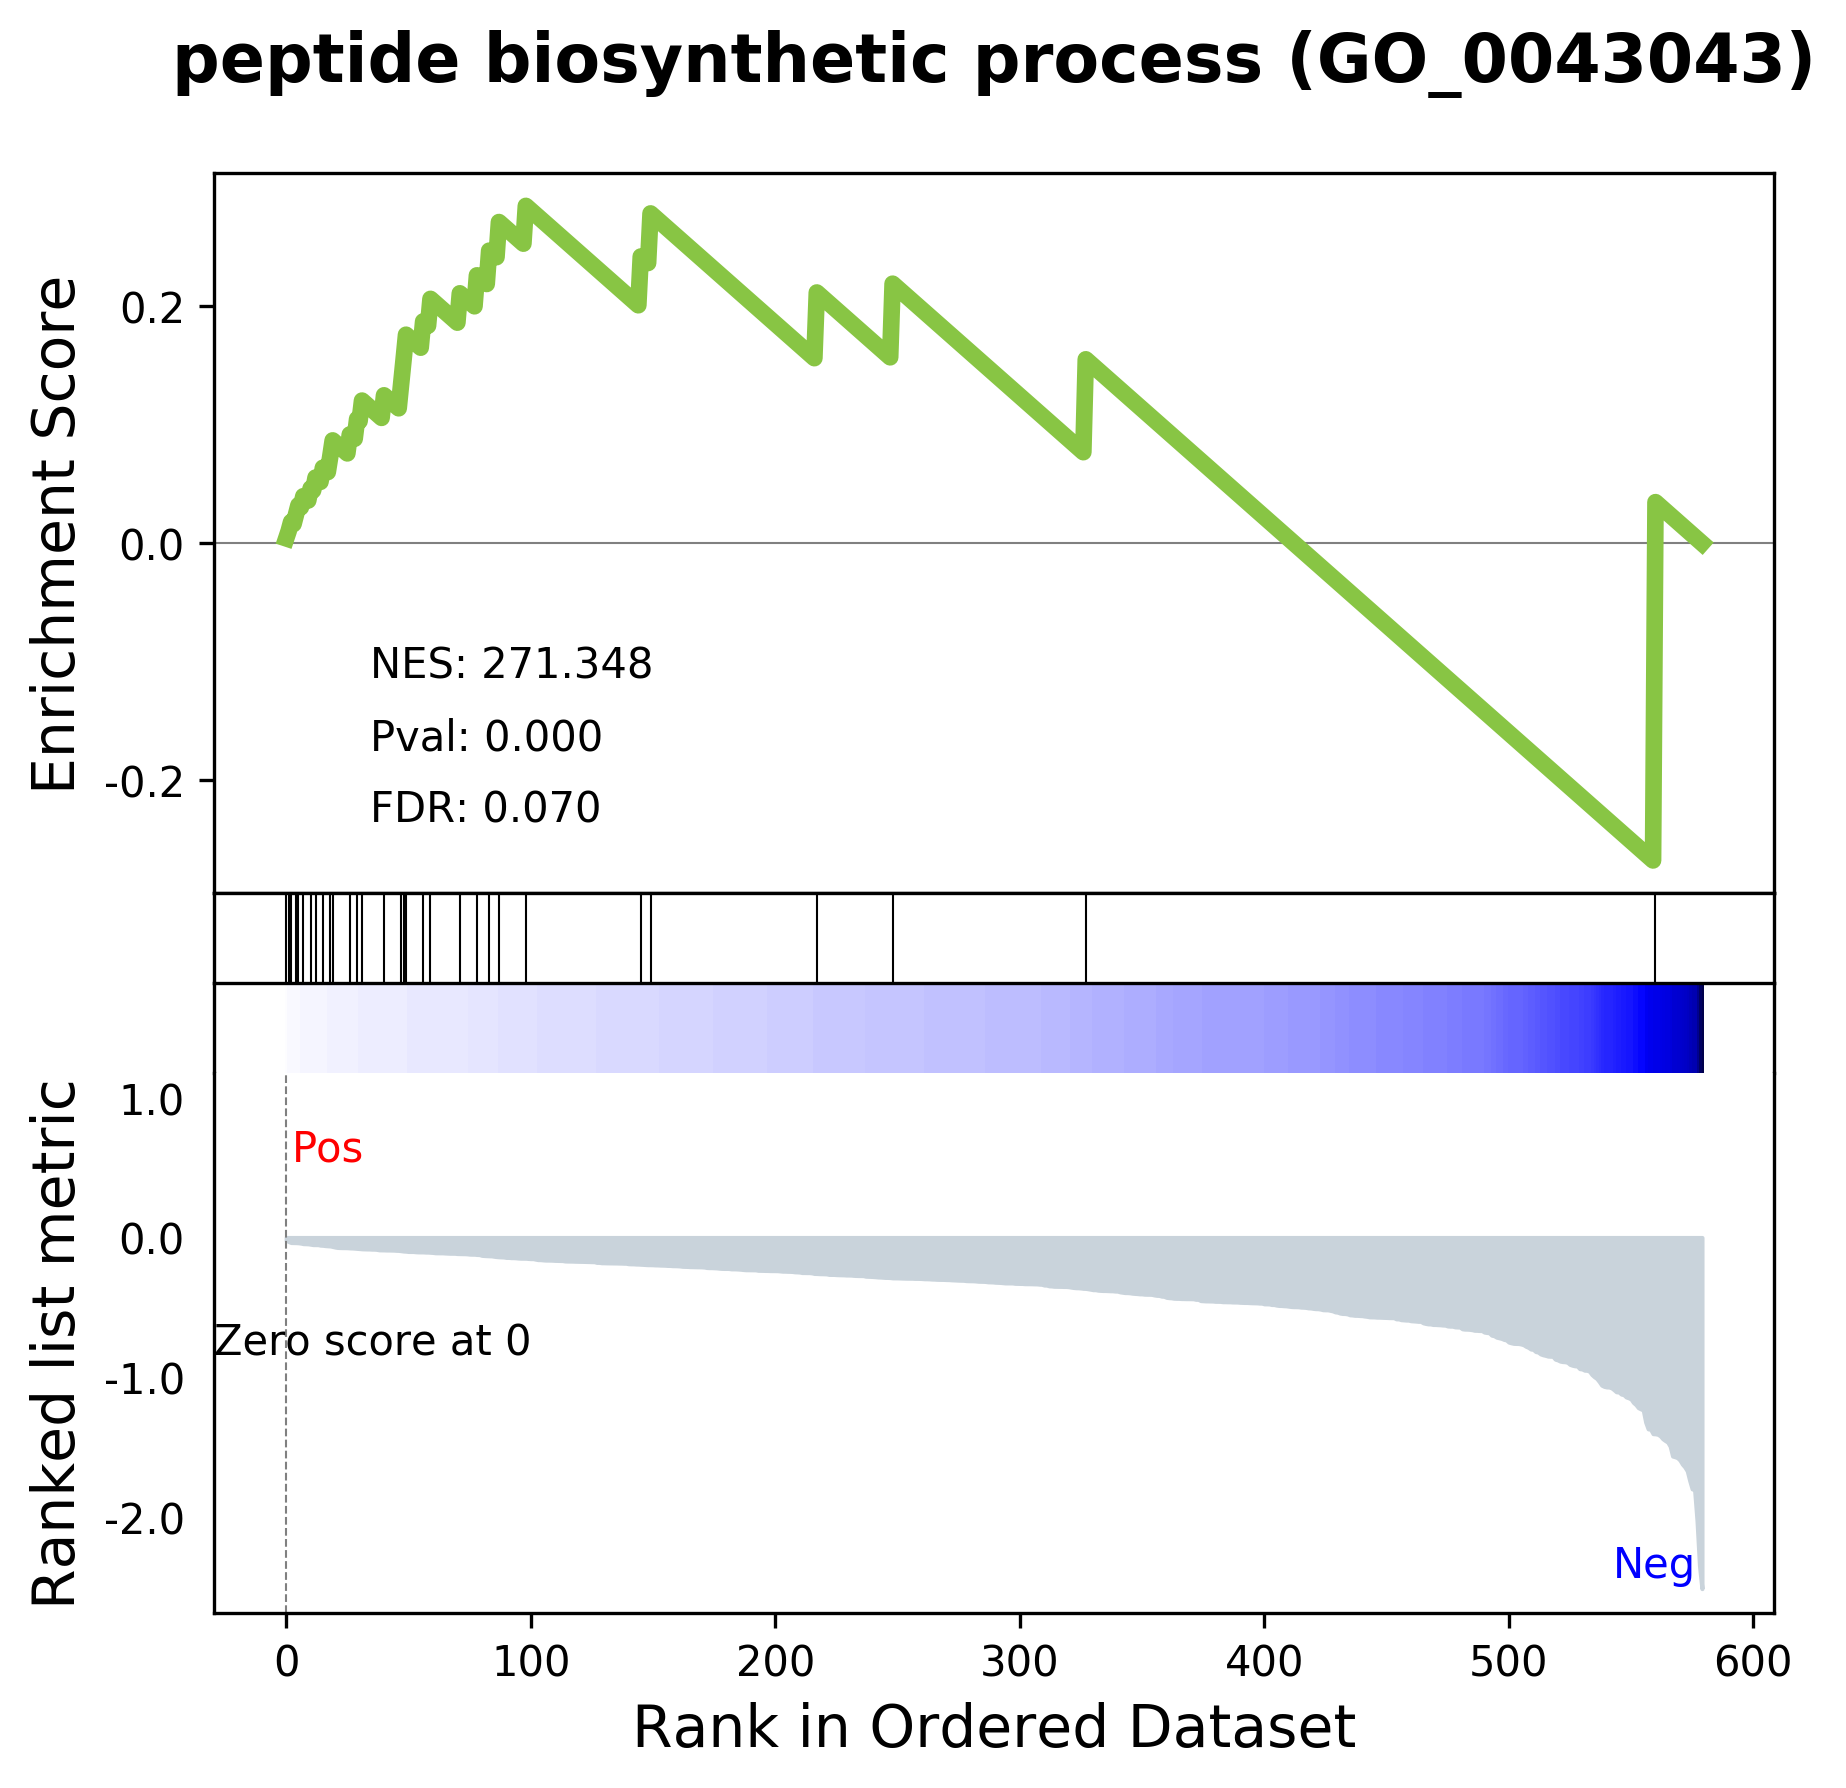 peptide biosynthetic process (GO_0043043)
Enrichment Score
0.2
0.0
-0.2
NES: 271.348
Pval: 0.000
FDR: 0.070
Ranked list metric
1.0
0.0
-1.0
-2.0
Pos
Zero score at 0
Neg
0 100 200 300 400 500 600
Rank in Ordered Dataset